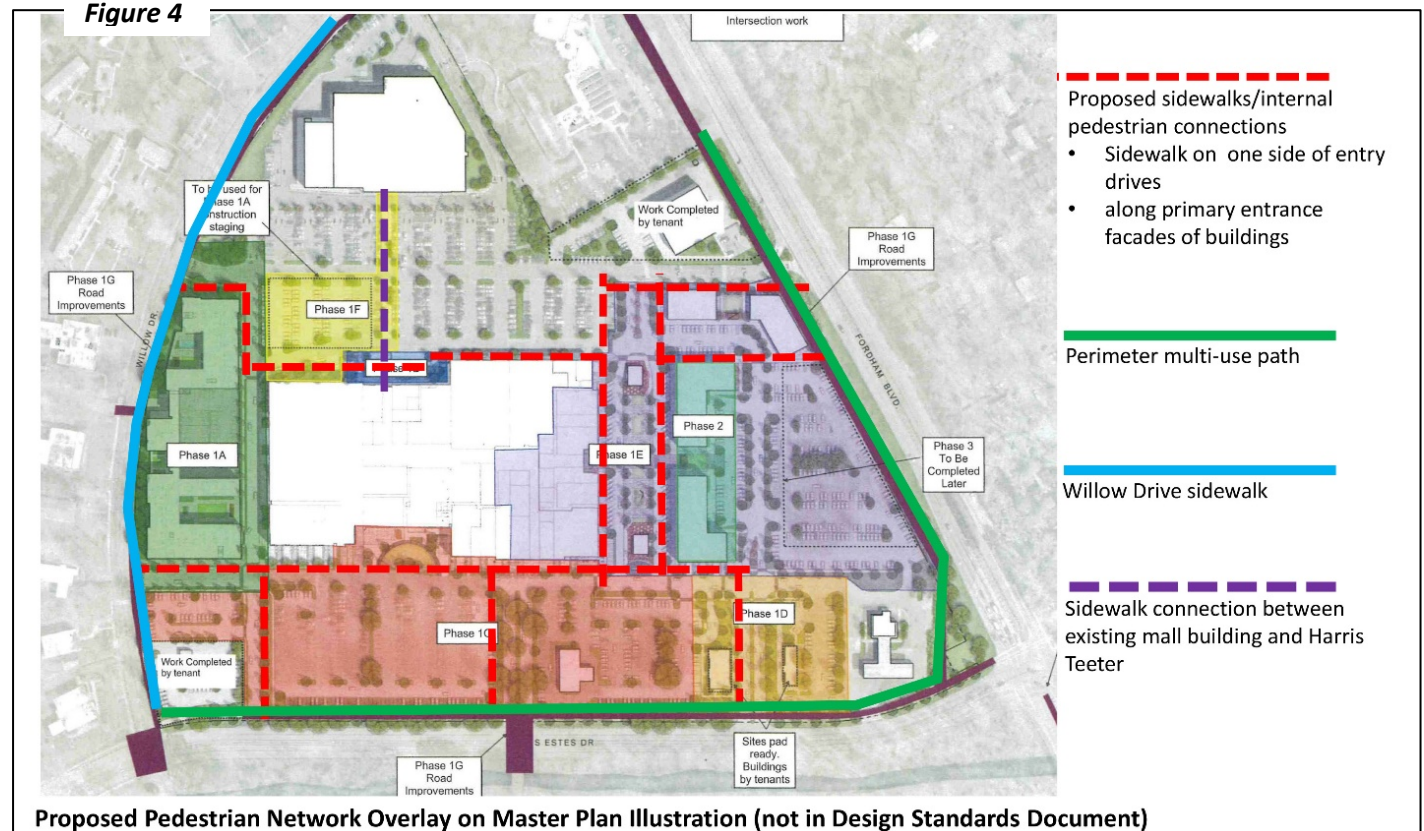 Figure 4
Intersection work
To be used for
Phase 1A
construction
staging
Work Completed
by tenant
Phase 1G
Road
Improvements
Phase 1G
Road
Improvements
Phase 1F
WILLOW DR.
FORDHAM BLVD.
Phase 1A
Phase 1E
Phase 2
Phase 3
To Be
Completed
Later
Phase 1C
Phase 1D
Work Completed
by tenant
S ESTES DR
Phase 1G
Road
Improvements
Sites pad
ready.
Buildings
by tenants
Proposed sidewalks/internal
pedestrian connections
• Sidewalk on one side of entry
drives
• along primary entrance
facades of buildings
Perimeter multi-use path
Willow Drive sidewalk
Sidewalk connection between
existing mall building and Harris
Teeter
Proposed Pedestrian Network Overlay on Master Plan Illustration (not in Design Standards Document)